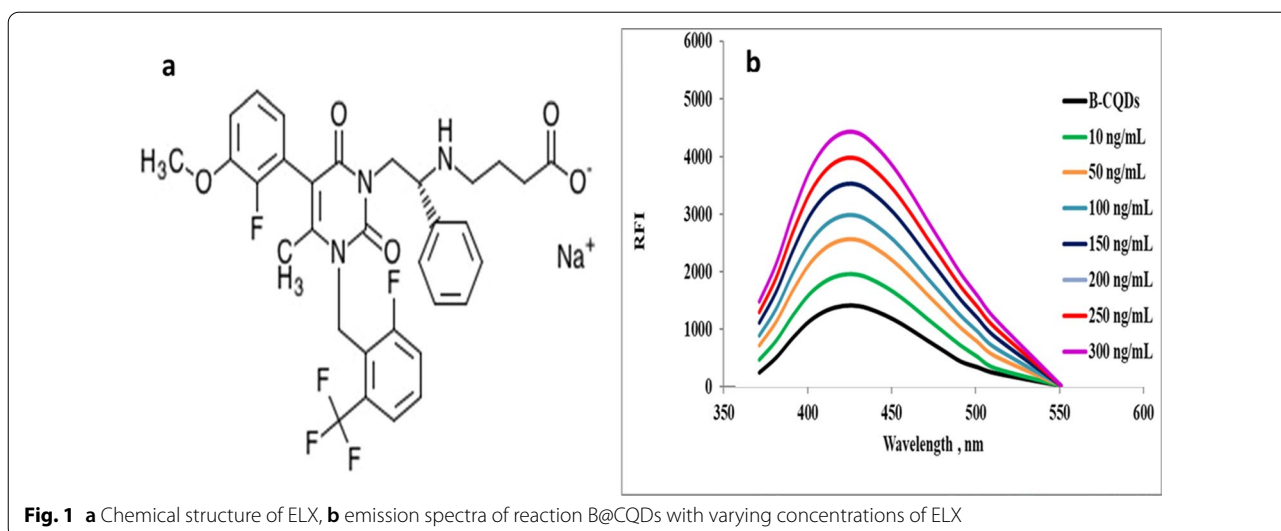 a
O
H
N
O
H₃C
O
N
O⁻
F
CH₃
N
O
F
Na⁺
F
F
F
b
6000
5000
4000
3000
2000
1000
0
RFI
350 400 450 500 550 600
Wavelength , nm
B-CQDs
10 ng/mL
50 ng/mL
100 ng/mL
150 ng/mL
200 ng/mL
250 ng/mL
300 ng/mL
Fig. 1 a Chemical structure of ELX, b emission spectra of reaction B@CQDs with varying concentrations of ELX